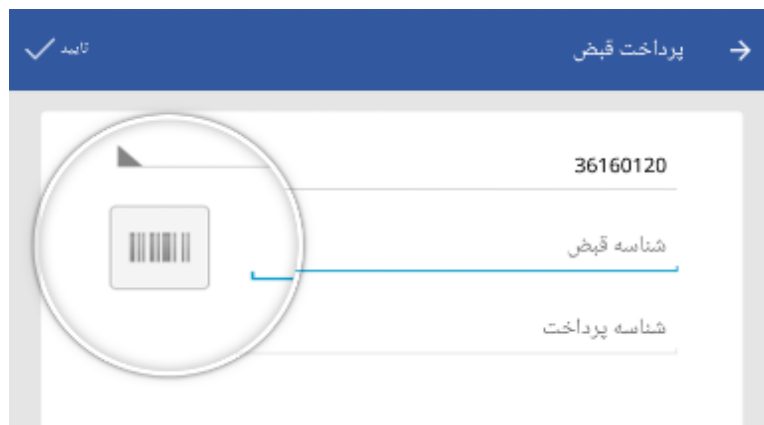 پرداخت قبض
تایید
36160120
شناسه قبض
شناسه پرداخت